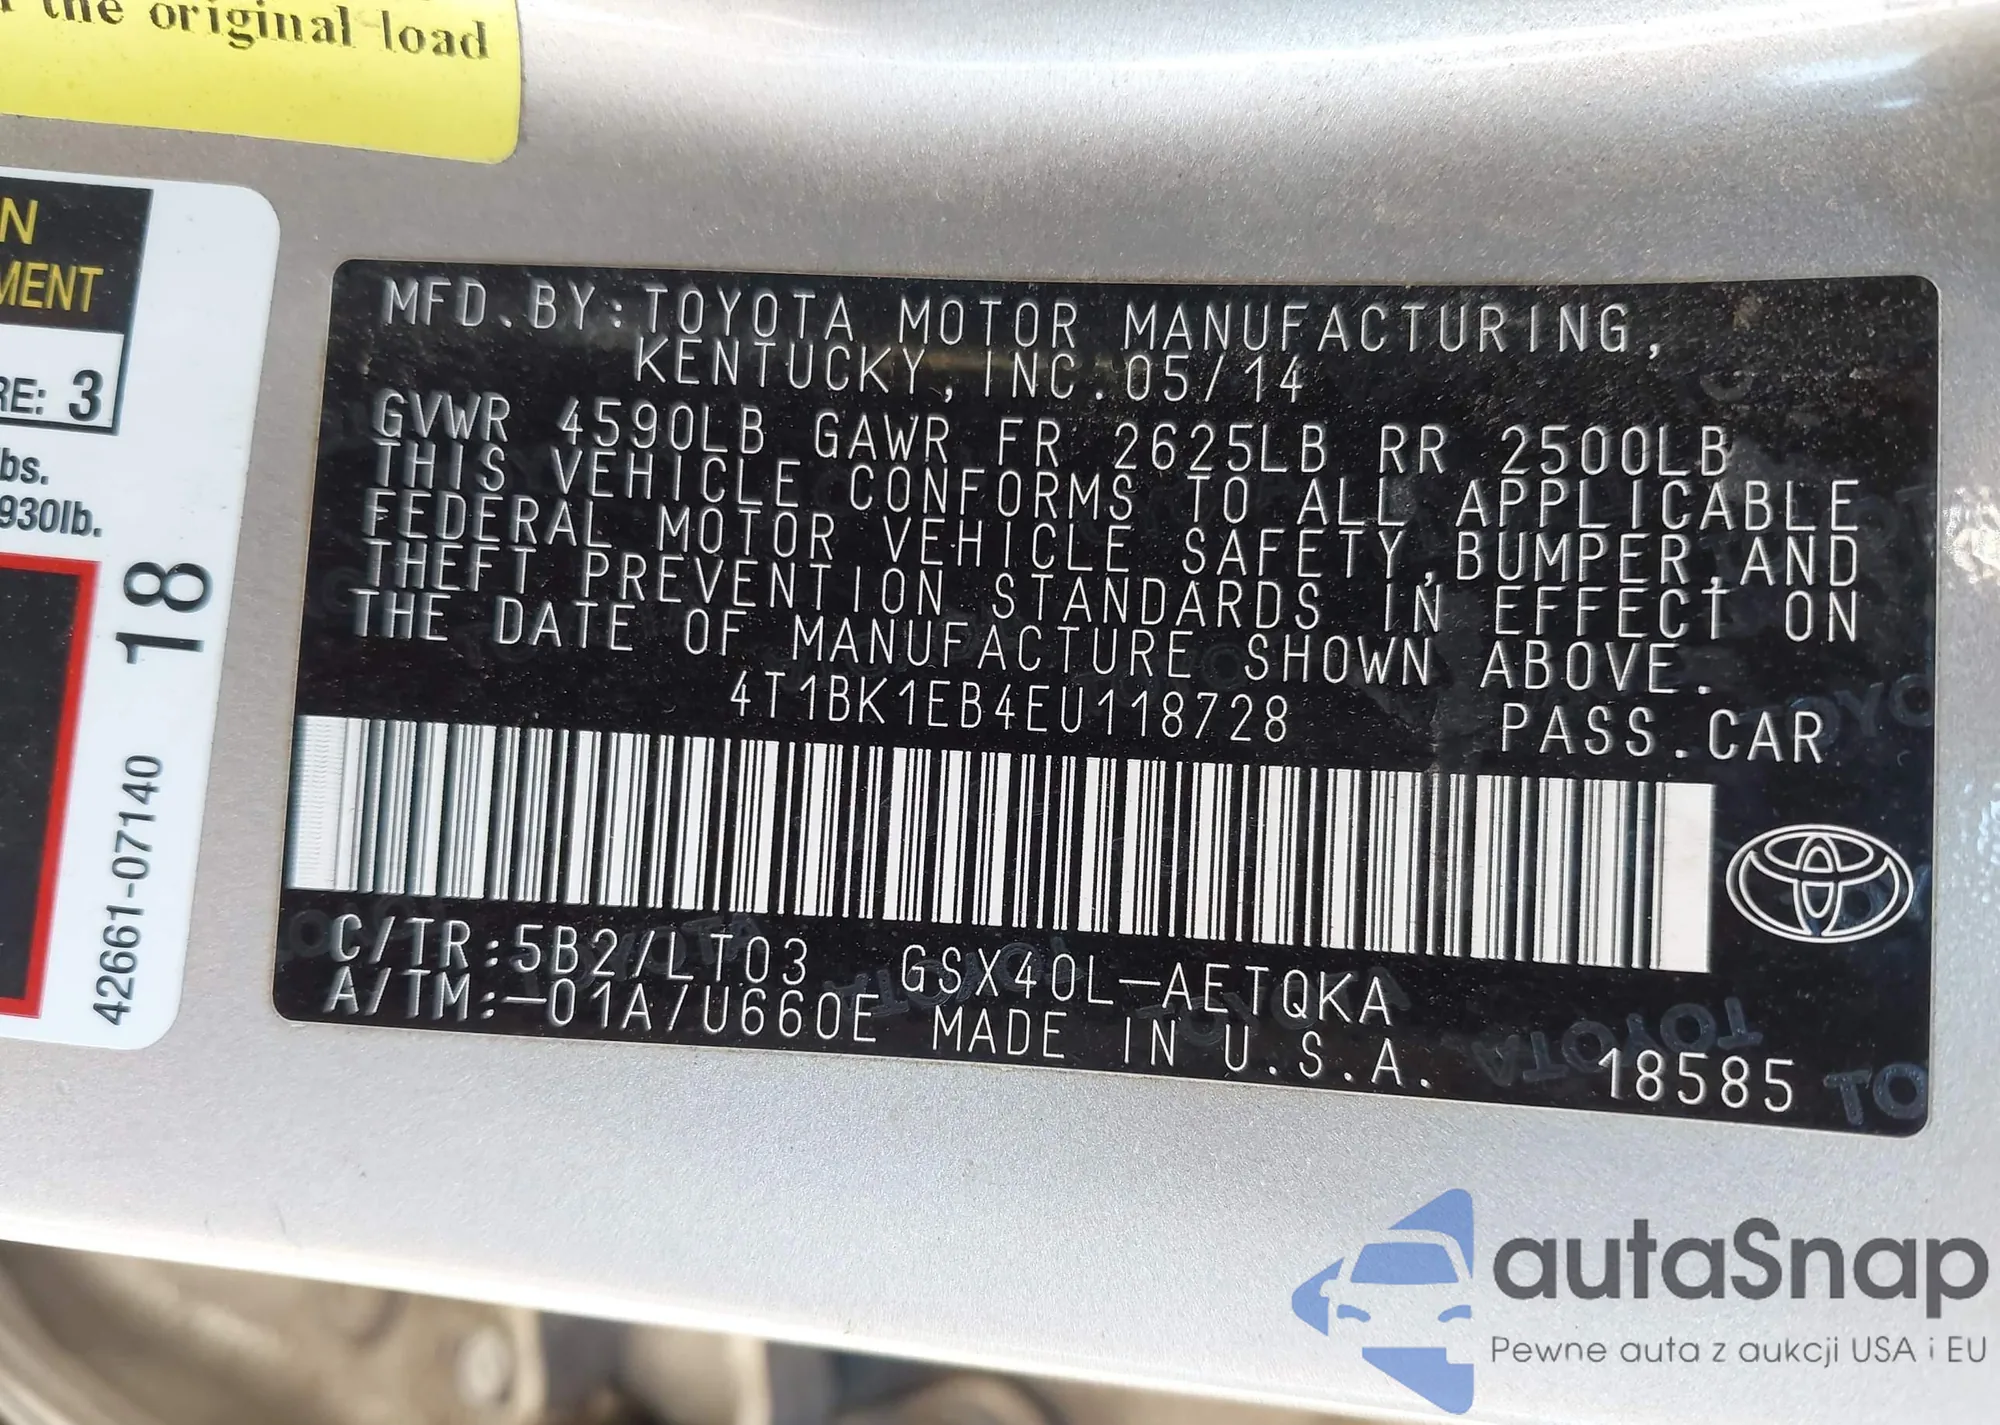 the original load
N
MENT
RE: 3
lbs.
930lb.
18
42661-07140
MFD.BY:TOYOTA MOTOR MANUFACTURING,
KENTUCKY,INC.05/14
GVWR 4590LB GAWR FR 2625LB RR 2500LB
THIS VEHICLE CONFORMS TO ALL APPLICABLE
FEDERAL MOTOR VEHICLE SAFETY,BUMPER,AND
THEFT PREVENTION STANDARDS IN EFFECT ON
THE DATE OF MANUFACTURE SHOWN ABOVE.
4T1BK1EB4EU118728 PASS.CAR
C/TR:5B2/LT03 GSX40L-AETQKA
A/TM:-01A/U660E MADE IN U.S.A. 18585
autaSnap
Pewne auta z aukcji USA i EU